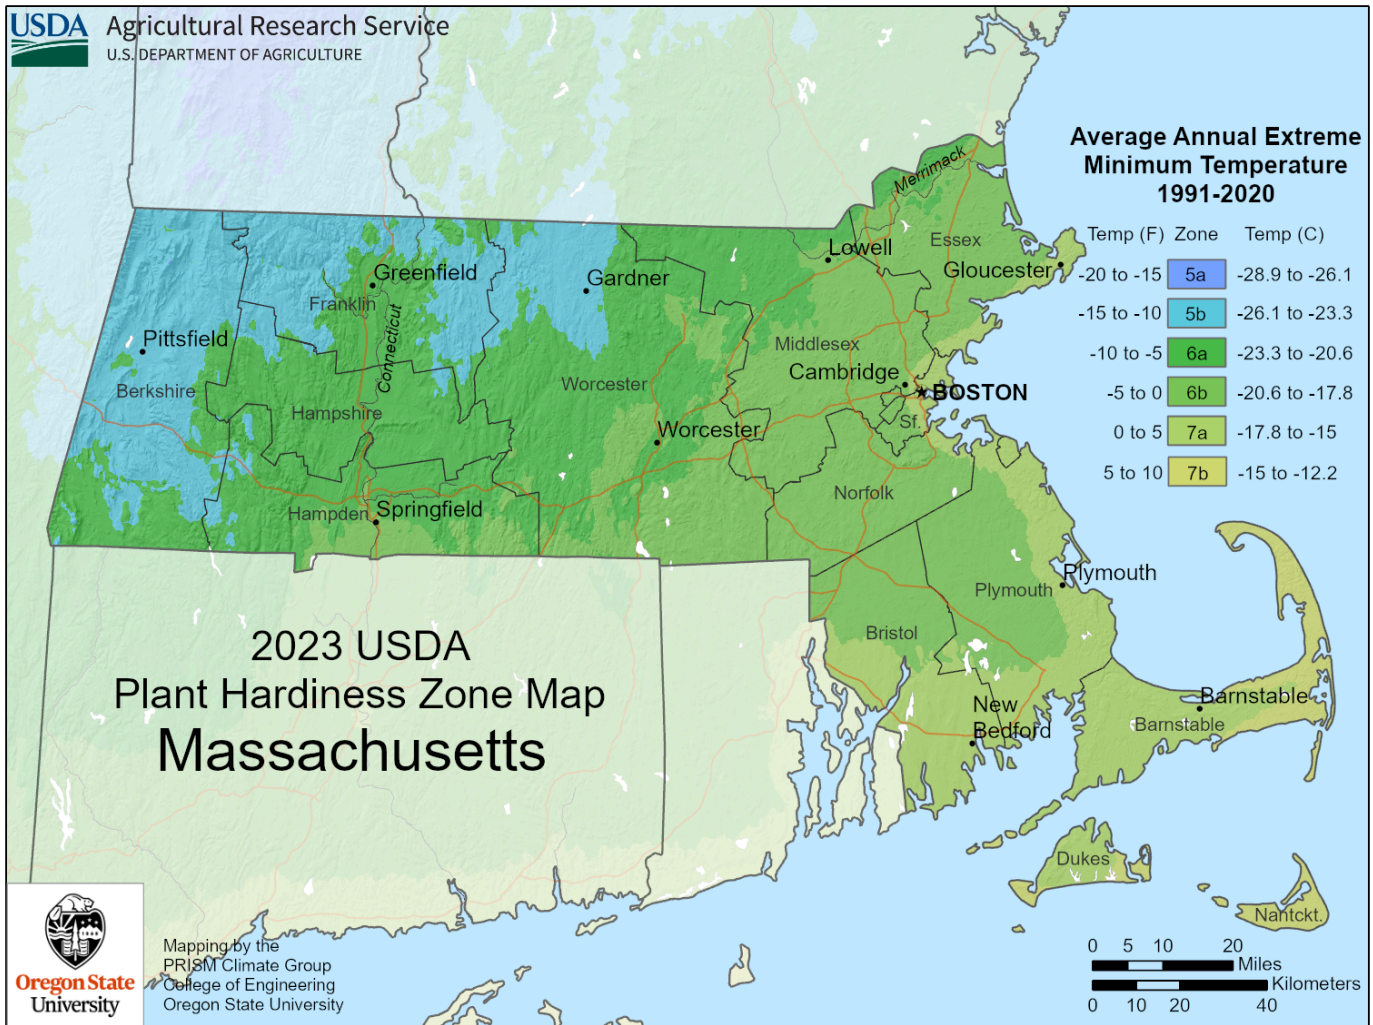 USDA
Agricultural Research Service
U.S. DEPARTMENT OF AGRICULTURE
Average Annual Extreme
Minimum Temperature
1991-2020
Temp (F) Zone Temp (C)
-20 to -15 5a -28.9 to -26.1
-15 to -10 5b -26.1 to -23.3
-10 to -5 6a -23.3 to -20.6
-5 to 0 6b -20.6 to -17.8
0 to 5 7a -17.8 to -15
5 to 10 7b -15 to -12.2
Merrimack
Essex
Lowell
Gloucester
Greenfield
Gardner
Franklin
Connecticut
Pittsfield
Middlesex
Cambridge
Berkshire
Worcester
BOSTON
Hampshire
Sf.
Worcester
Norfolk
Hampden
Springfield
Plymouth
Plymouth
Bristol
New
Bedford
Barnstable
Barnstable
Dukes
Nantckt.
2023 USDA
Plant Hardiness Zone Map
Massachusetts
Oregon State
University
Mapping by the
PRISM Climate Group
College of Engineering
Oregon State University
0 5 10 20
Miles
Kilometers
0 10 20 40